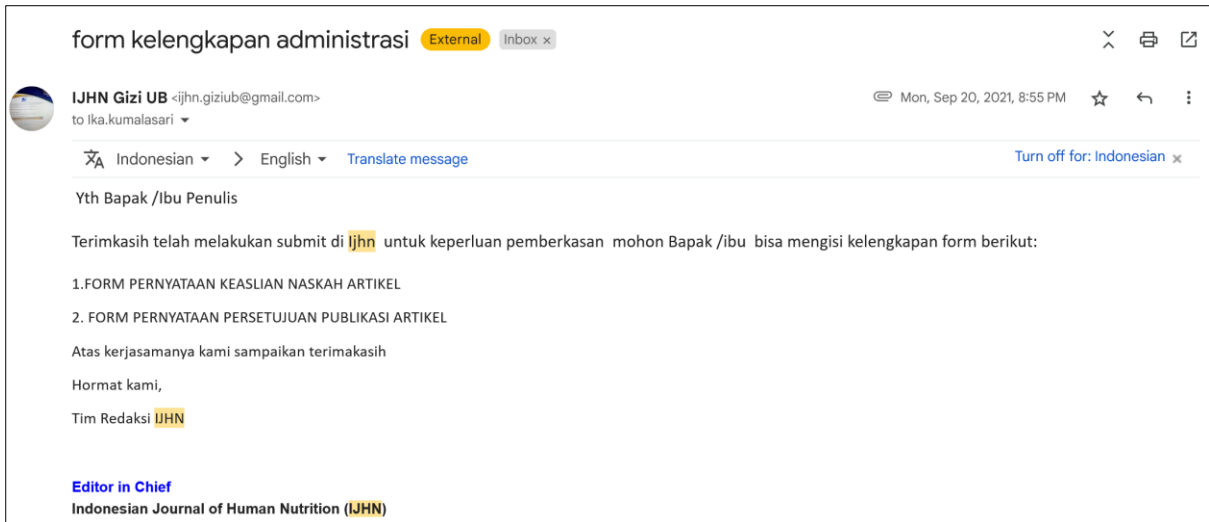 form kelengkapan administrasi External Inbox x
IJHN Gizi UB <ijhn.giziub@gmail.com> Mon, Sep 20, 2021, 8:55 PM
to Ika.kumalasari
Indonesian > English Translate message Turn off for: Indonesian x
Yth Bapak /Ibu Penulis
Terimkasih telah melakukan submit di Ijhn untuk keperluan pemberkasan mohon Bapak /ibu bisa mengisi kelengkapan form berikut:
1.FORM PERNYATAAN KEASLIAN NASKAH ARTIKEL
2. FORM PERNYATAAN PERSETUJUAN PUBLIKASI ARTIKEL
Atas kerjasamanya kami sampaikan terimakasih
Hormat kami,
Tim Redaksi IJHN
Editor in Chief
Indonesian Journal of Human Nutrition (IJHN)